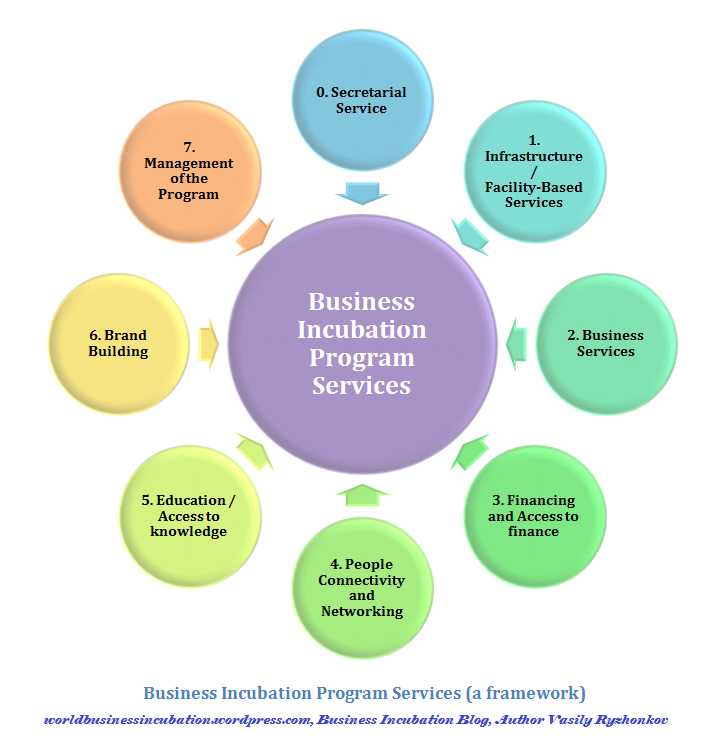 0. Secretarial
Service
1.
Infrastructure
/
Facility-Based
Services
2. Business
Services
3. Financing
and Access to
finance
4. People
Connectivity
and
Networking
5. Education /
Access to
knowledge
6. Brand
Building
7.
Management
of the
Program
Business
Incubation
Program
Services
Business Incubation Program Services (a framework)
worldbusinessincubation.wordpress.com, Business Incubation Blog, Author Vasily Ryzhonkov